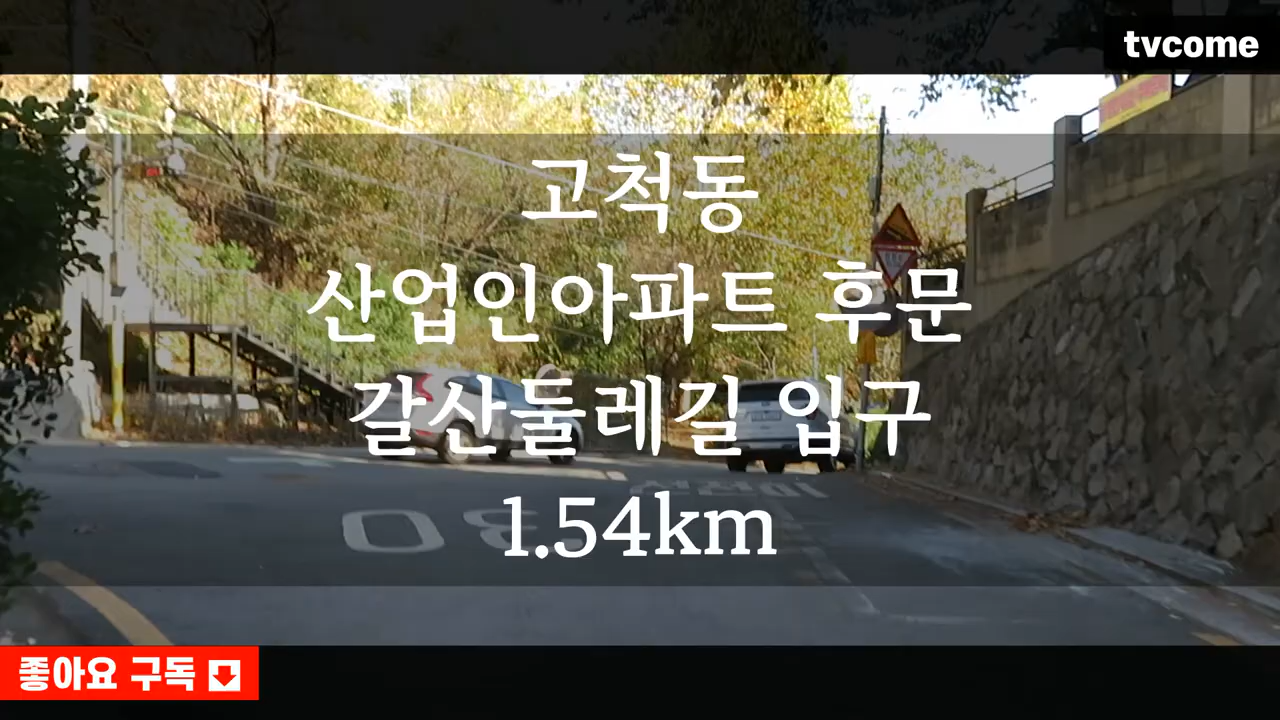 tvcome
고척동
산업인아파트 후문
갈산둘레길 입구
1.54km
30
좋아요 구독